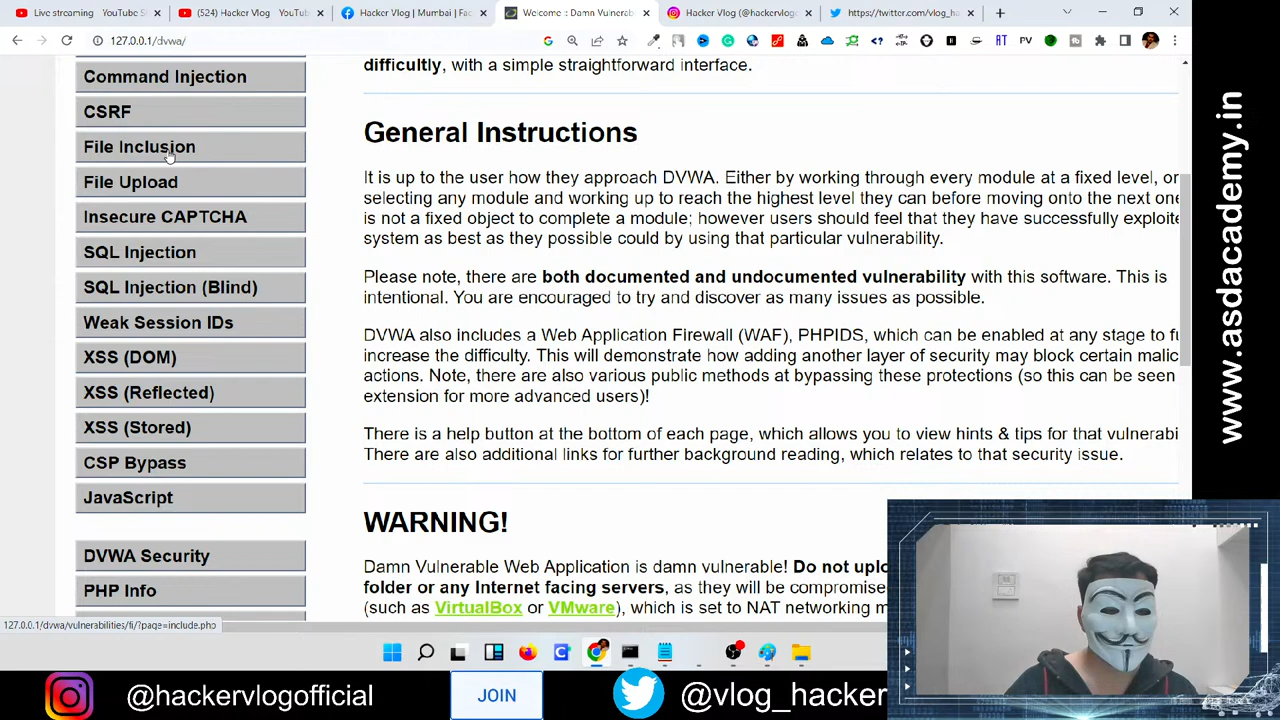 Live streaming - YouTube S
(524) Hacker Vlog - YouTub
Hacker Vlog | Mumbai | Fac
Welcome :: Damn Vulnerab
Hacker Vlog (@hackervlog
https://twitter.com/vlog_h
127.0.0.1/dvwa/
Command Injection
CSRF
File Inclusion
File Upload
Insecure CAPTCHA
SQL Injection
SQL Injection (Blind)
Weak Session IDs
XSS (DOM)
XSS (Reflected)
XSS (Stored)
CSP Bypass
JavaScript
DVWA Security
PHP Info
difficultly, with a simple straightforward interface.
General Instructions
It is up to the user how they approach DVWA. Either by working through every module at a fixed level, or
selecting any module and working up to reach the highest level they can before moving onto the next one
is not a fixed object to complete a module; however users should feel that they have successfully exploite
system as best as they possible could by using that particular vulnerability.
Please note, there are both documented and undocumented vulnerability with this software. This is
intentional. You are encouraged to try and discover as many issues as possible.
DVWA also includes a Web Application Firewall (WAF), PHPIDS, which can be enabled at any stage to fu
increase the difficulty. This will demonstrate how adding another layer of security may block certain malic
actions. Note, there are also various public methods at bypassing these protections (so this can be seen
extension for more advanced users)!
There is a help button at the bottom of each page, which allows you to view hints & tips for that vulnerabi
There are also additional links for further background reading, which relates to that security issue.
WARNING!
Damn Vulnerable Web Application is damn vulnerable! Do not uplo
folder or any Internet facing servers, as they will be compromise
(such as VirtualBox or VMware), which is set to NAT networking m
127.0.0.1/dvwa/vulnerabilities/fi/?page=include.php
www.asdacademy.in
@hackervlogofficial
JOIN
@vlog_hacker